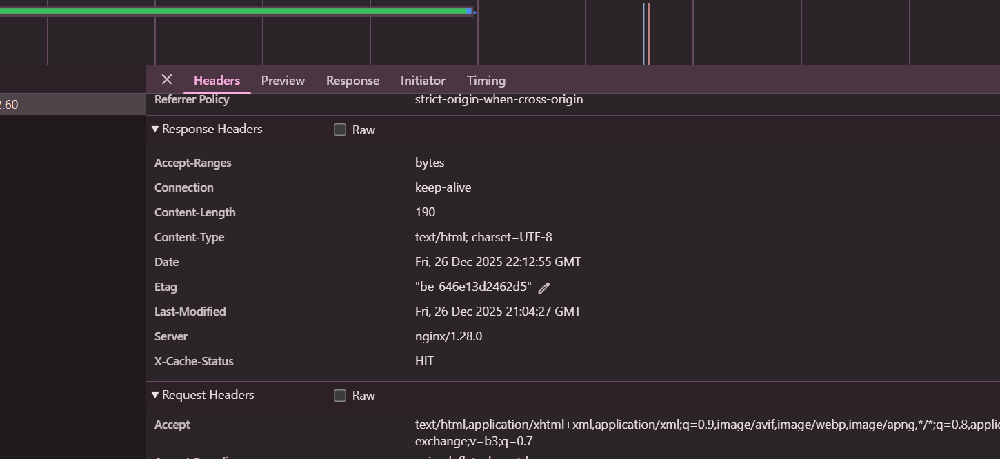 Headers Preview Response Initiator Timing
2.60
Referrer Policy strict-origin-when-cross-origin
Response Headers Raw
Accept-Ranges bytes
Connection keep-alive
Content-Length 190
Content-Type text/html; charset=UTF-8
Date Fri, 26 Dec 2025 22:12:55 GMT
Etag "be-646e13d2462d5"
Last-Modified Fri, 26 Dec 2025 21:04:27 GMT
Server nginx/1.28.0
X-Cache-Status HIT
Request Headers Raw
Accept text/html,application/xhtml+xml,application/xml;q=0.9,image/avif,image/webp,image/apng,*/*;q=0.8,applic
exchange;v=b3;q=0.7